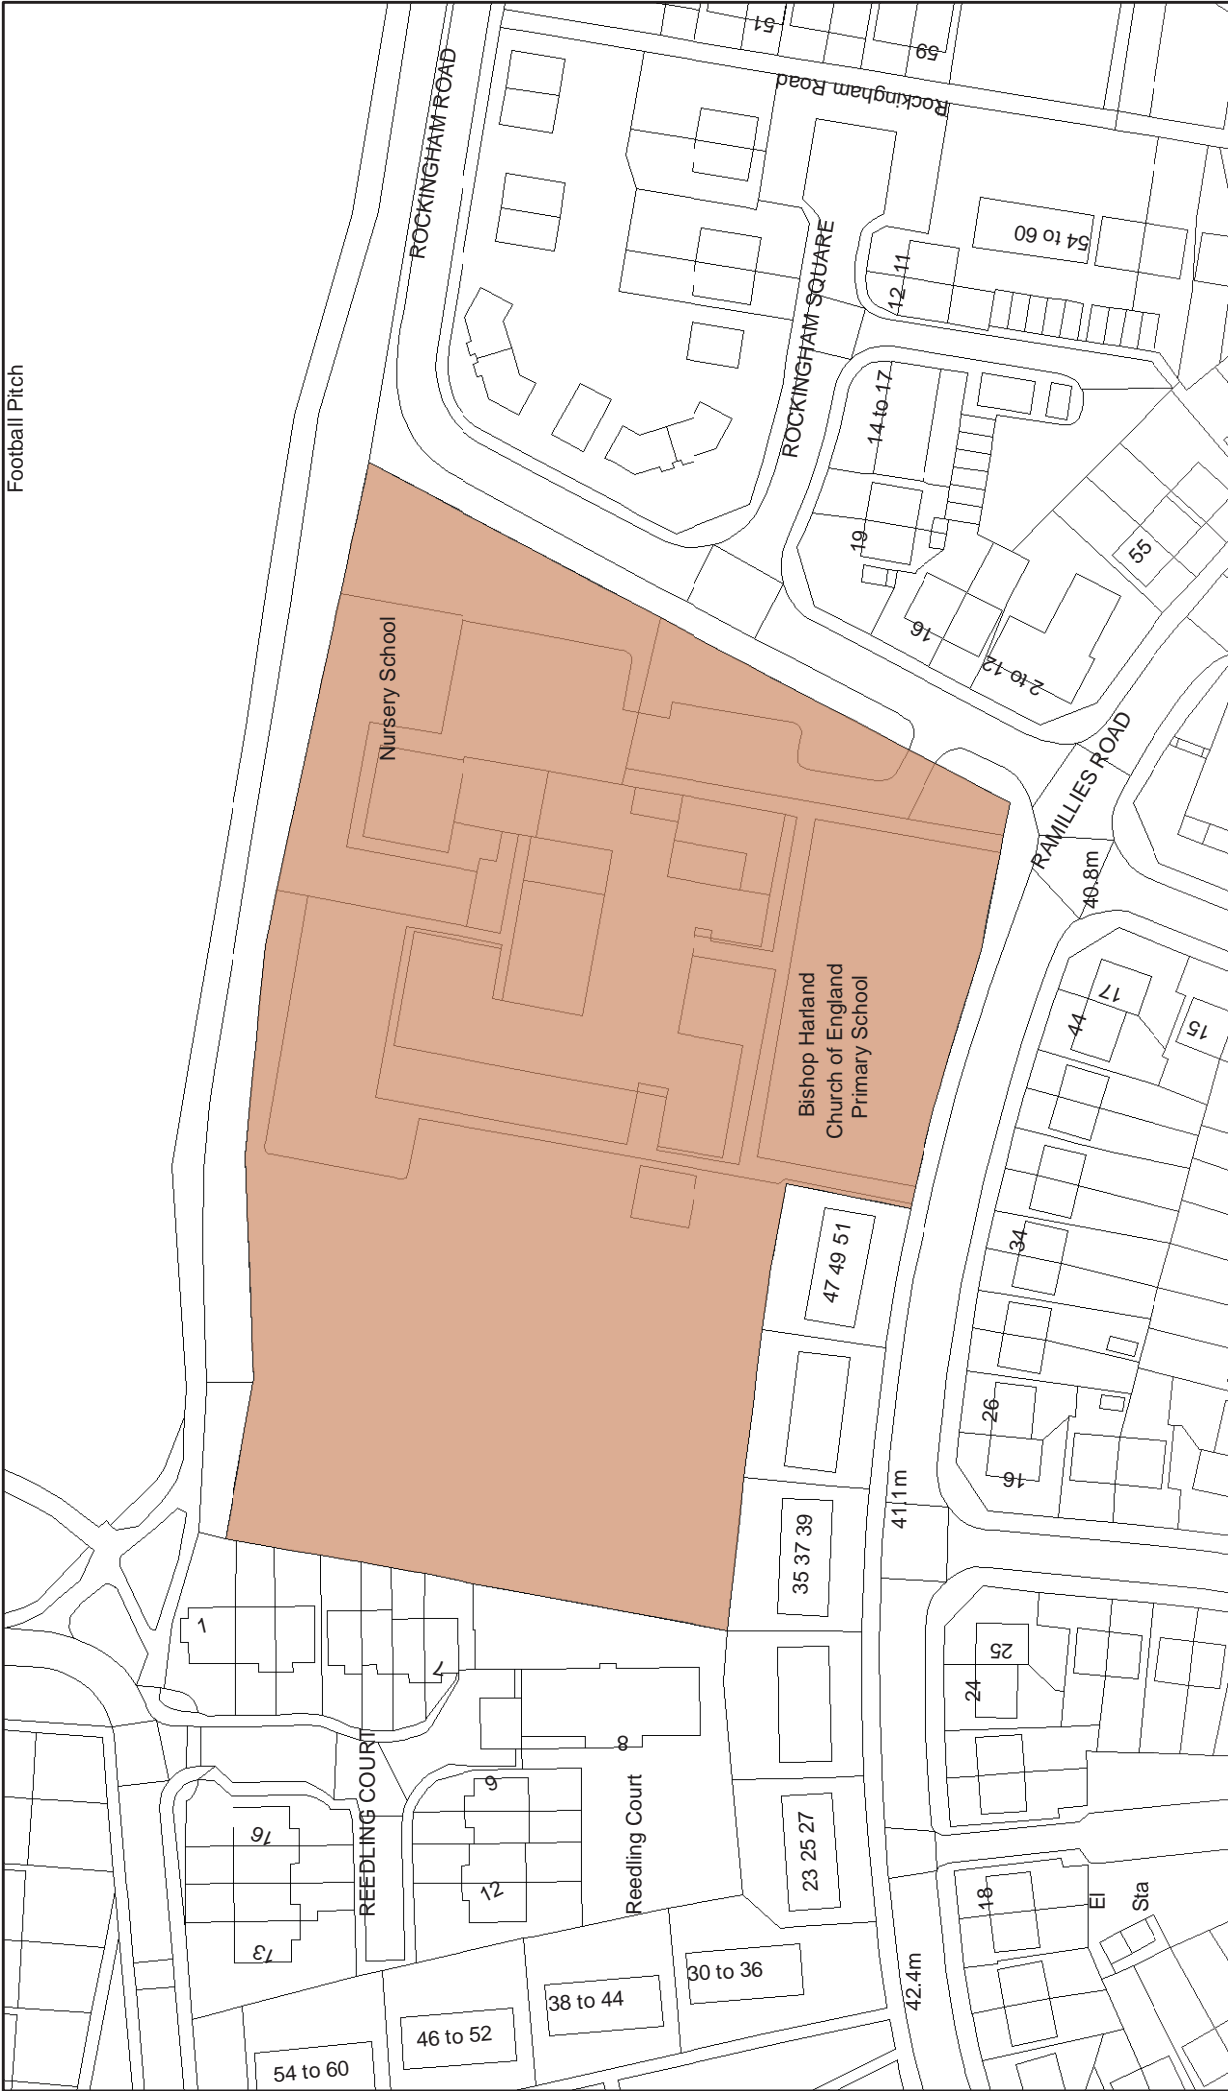 Football Pitch
ROCKINGHAM ROAD
51
59
Rockingham Road
ROCKINGHAM SQUARE
54 to 60
12 11
14 to 17
19
16
2 to 12
55
Nursery School
RAMILLIES ROAD
40.8m
Bishop Harland
Church of England
Primary School
17
44
15
47 49 51
34
26
16
41.1m
35 37 39
1
7
25
24
8
REEDLING COURT
9
16
Reedling Court
12
13
23 25 27
18
El
Sta
30 to 36
38 to 44
46 to 52
54 to 60
42.4m